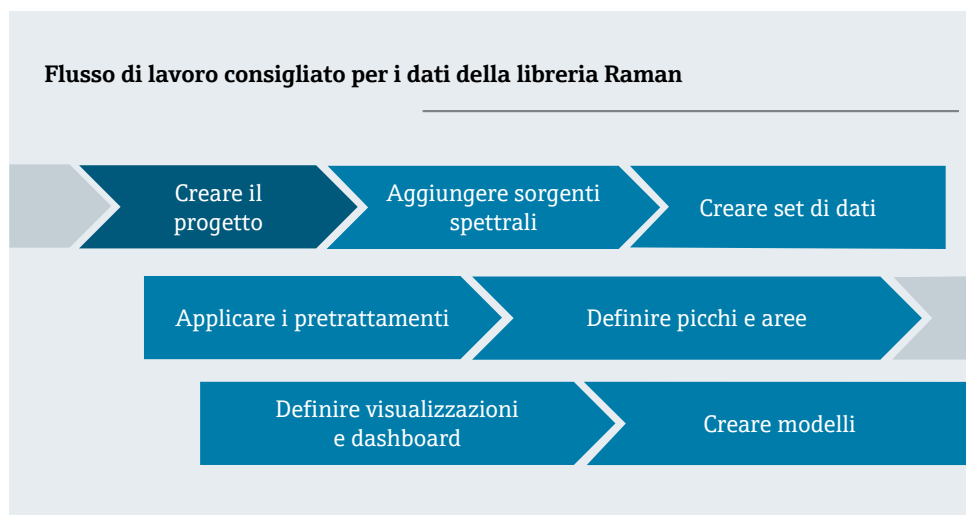 Flusso di lavoro consigliato per i dati della libreria Raman
Creare il
progetto
Aggiungere sorgenti
spettrali
Creare set di dati
Applicare i pretrattamenti
Definire picchi e aree
Definire visualizzazioni
e dashboard
Creare modelli